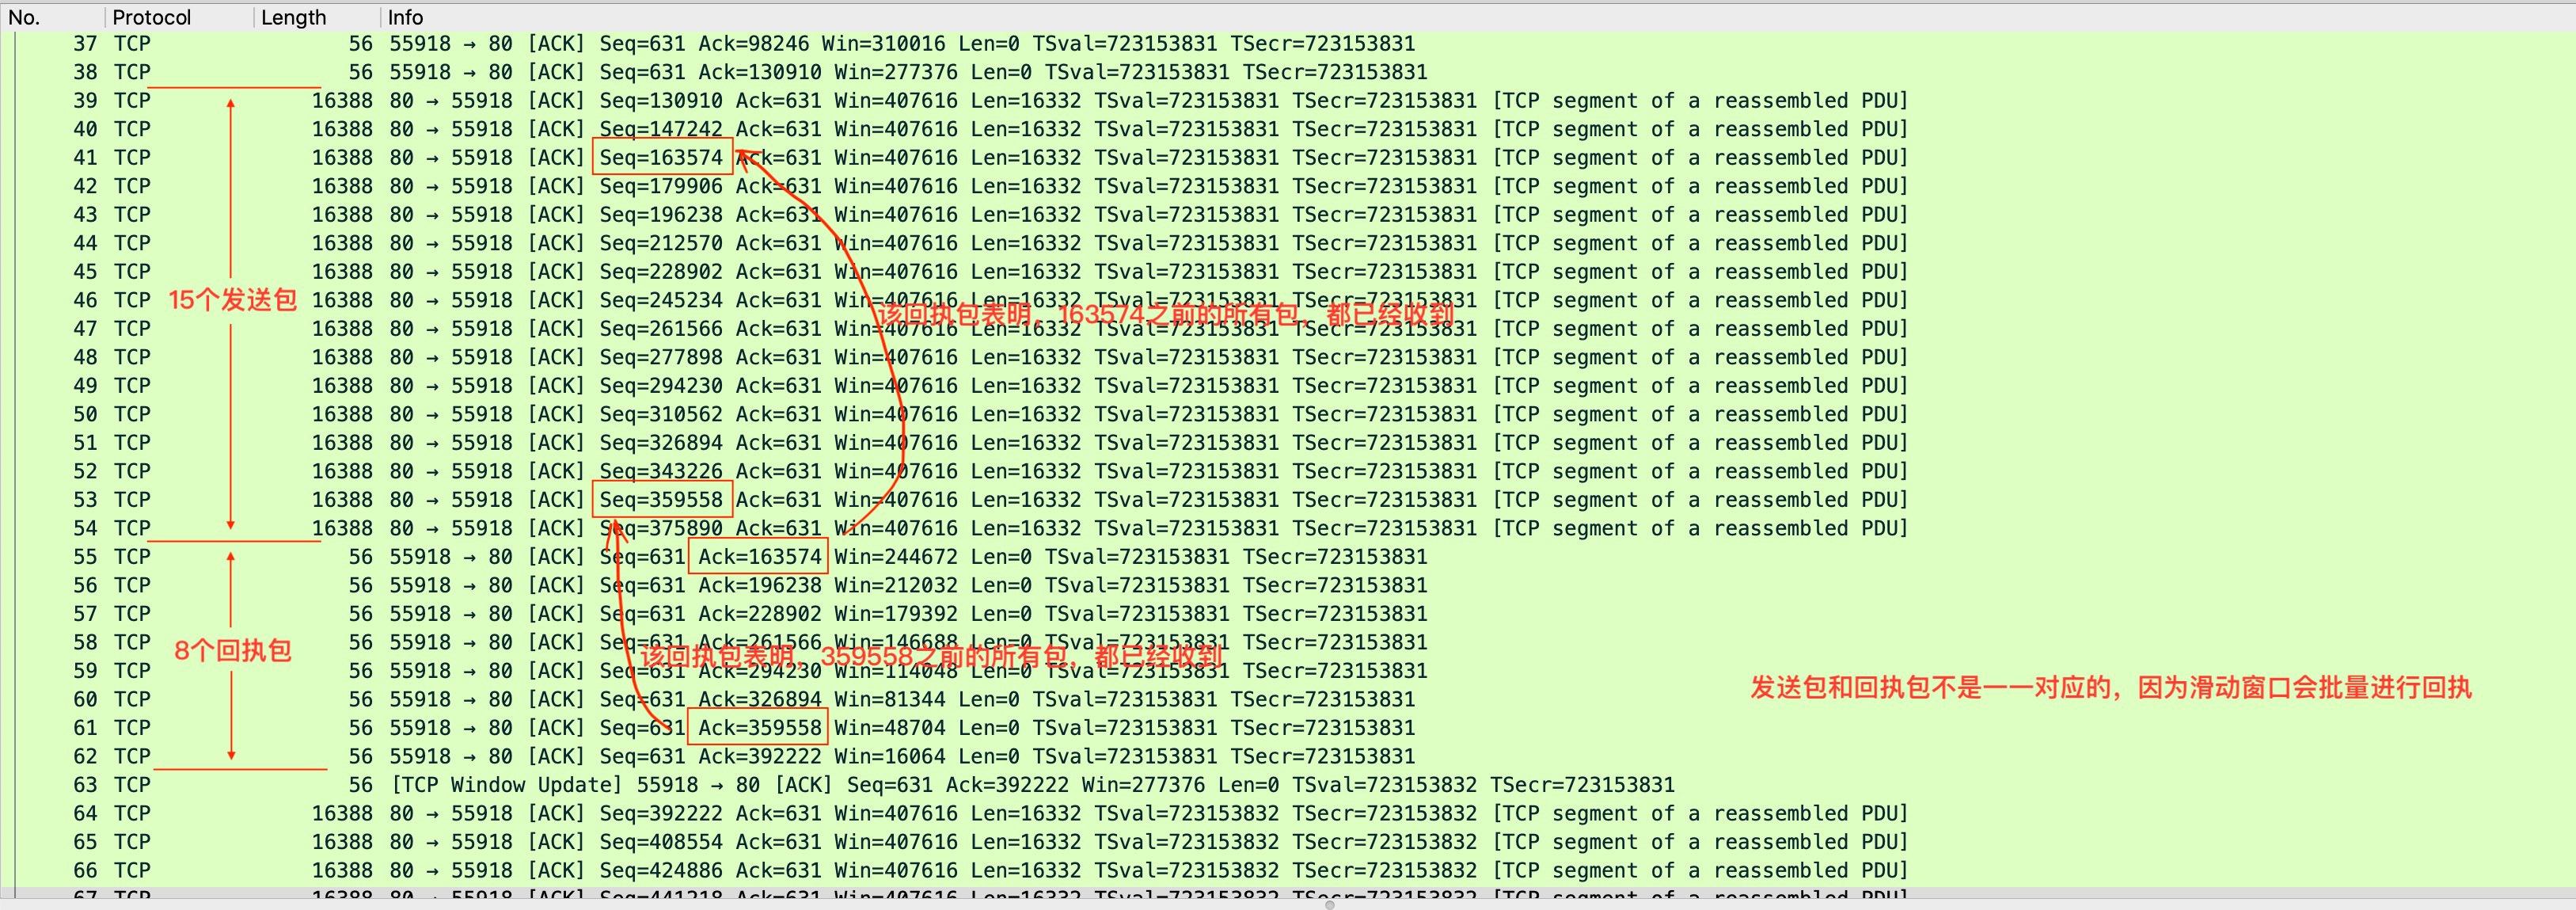 No. Protocol Length Info
37 TCP 56 55918 → 80 [ACK] Seq=631 Ack=98246 Win=310016 Len=0 TSval=723153831 TSecr=723153831
38 TCP 56 55918 → 80 [ACK] Seq=631 Ack=130910 Win=277376 Len=0 TSval=723153831 TSecr=723153831
39 TCP 16388 80 → 55918 [ACK] Seq=130910 Ack=631 Win=407616 Len=16332 TSval=723153831 TSecr=723153831 [TCP segment of a reassembled PDU]
40 TCP 16388 80 → 55918 [ACK] Seq=147242 Ack=631 Win=407616 Len=16332 TSval=723153831 TSecr=723153831 [TCP segment of a reassembled PDU]
41 TCP 16388 80 → 55918 [ACK] Seq=163574 Ack=631 Win=407616 Len=16332 TSval=723153831 TSecr=723153831 [TCP segment of a reassembled PDU]
42 TCP 16388 80 → 55918 [ACK] Seq=179906 Ack=631 Win=407616 Len=16332 TSval=723153831 TSecr=723153831 [TCP segment of a reassembled PDU]
43 TCP 16388 80 → 55918 [ACK] Seq=196238 Ack=631 Win=407616 Len=16332 TSval=723153831 TSecr=723153831 [TCP segment of a reassembled PDU]
44 TCP 16388 80 → 55918 [ACK] Seq=212570 Ack=631 Win=407616 Len=16332 TSval=723153831 TSecr=723153831 [TCP segment of a reassembled PDU]
45 TCP 16388 80 → 55918 [ACK] Seq=228902 Ack=631 Win=407616 Len=16332 TSval=723153831 TSecr=723153831 [TCP segment of a reassembled PDU]
15个发送包
46 TCP 16388 80 → 55918 [ACK] Seq=245234 Ack=631 Win=407616 Len=16332 TSval=723153831 TSecr=723153831 [TCP segment of a reassembled PDU]
该回执包表明，163574之前的所有包，都已经收到
47 TCP 16388 80 → 55918 [ACK] Seq=261566 Ack=631 Win=407616 Len=16332 TSval=723153831 TSecr=723153831 [TCP segment of a reassembled PDU]
48 TCP 16388 80 → 55918 [ACK] Seq=277898 Ack=631 Win=407616 Len=16332 TSval=723153831 TSecr=723153831 [TCP segment of a reassembled PDU]
49 TCP 16388 80 → 55918 [ACK] Seq=294230 Ack=631 Win=407616 Len=16332 TSval=723153831 TSecr=723153831 [TCP segment of a reassembled PDU]
50 TCP 16388 80 → 55918 [ACK] Seq=310562 Ack=631 Win=407616 Len=16332 TSval=723153831 TSecr=723153831 [TCP segment of a reassembled PDU]
51 TCP 16388 80 → 55918 [ACK] Seq=326894 Ack=631 Win=407616 Len=16332 TSval=723153831 TSecr=723153831 [TCP segment of a reassembled PDU]
52 TCP 16388 80 → 55918 [ACK] Seq=343226 Ack=631 Win=407616 Len=16332 TSval=723153831 TSecr=723153831 [TCP segment of a reassembled PDU]
53 TCP 16388 80 → 55918 [ACK] Seq=359558 Ack=631 Win=407616 Len=16332 TSval=723153831 TSecr=723153831 [TCP segment of a reassembled PDU]
54 TCP 16388 80 → 55918 [ACK] Seq=375890 Ack=631 Win=407616 Len=16332 TSval=723153831 TSecr=723153831 [TCP segment of a reassembled PDU]
55 TCP 56 55918 → 80 [ACK] Seq=631 Ack=163574 Win=244672 Len=0 TSval=723153831 TSecr=723153831
56 TCP 56 55918 → 80 [ACK] Seq=631 Ack=196238 Win=212032 Len=0 TSval=723153831 TSecr=723153831
57 TCP 56 55918 → 80 [ACK] Seq=631 Ack=228902 Win=179392 Len=0 TSval=723153831 TSecr=723153831
58 TCP 56 55918 → 80 [ACK] Seq=631 Ack=261566 Win=146688 Len=0 TSval=723153831 TSecr=723153831
8个回执包
该回执包表明，359558之前的所有包，都已经收到
59 TCP 56 55918 → 80 [ACK] Seq=631 Ack=294230 Win=114048 Len=0 TSval=723153831 TSecr=723153831
发送包和回执包不是一一对应的，因为滑动窗口会批量进行回执
60 TCP 56 55918 → 80 [ACK] Seq=631 Ack=326894 Win=81344 Len=0 TSval=723153831 TSecr=723153831
61 TCP 56 55918 → 80 [ACK] Seq=631 Ack=359558 Win=48704 Len=0 TSval=723153831 TSecr=723153831
62 TCP 56 55918 → 80 [ACK] Seq=631 Ack=392222 Win=16064 Len=0 TSval=723153831 TSecr=723153831
63 TCP 56 [TCP Window Update] 55918 → 80 [ACK] Seq=631 Ack=392222 Win=277376 Len=0 TSval=723153832 TSecr=723153831
64 TCP 16388 80 → 55918 [ACK] Seq=392222 Ack=631 Win=407616 Len=16332 TSval=723153832 TSecr=723153832 [TCP segment of a reassembled PDU]
65 TCP 16388 80 → 55918 [ACK] Seq=408554 Ack=631 Win=407616 Len=16332 TSval=723153832 TSecr=723153832 [TCP segment of a reassembled PDU]
66 TCP 16388 80 → 55918 [ACK] Seq=424886 Ack=631 Win=407616 Len=16332 TSval=723153832 TSecr=723153832 [TCP segment of a reassembled PDU]
67 TCP 16388 80 → 55918 [ACK] Seq=441218 Ack=631 Win=407616 Len=16332 TSval=723153832 TSecr=723153832 [TCP segment of a reassembled PDU]